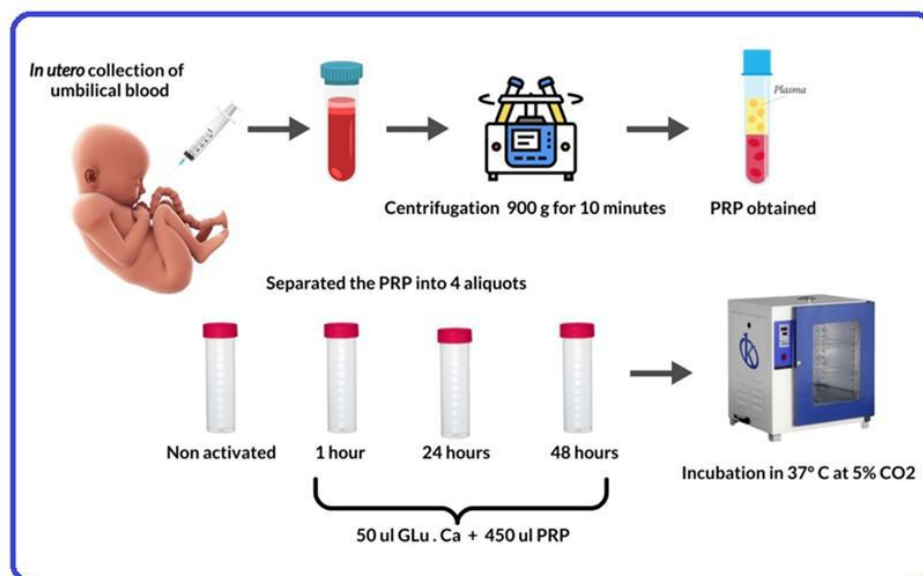 In utero collection of
umbilical blood
Plasma
Centrifugation 900 g for 10 minutes
PRP obtained
Separated the PRP into 4 aliquots
Non activated
1 hour
24 hours
48 hours
Incubation in 37° C at 5% CO2
50 ul GLu . Ca + 450 ul PRP